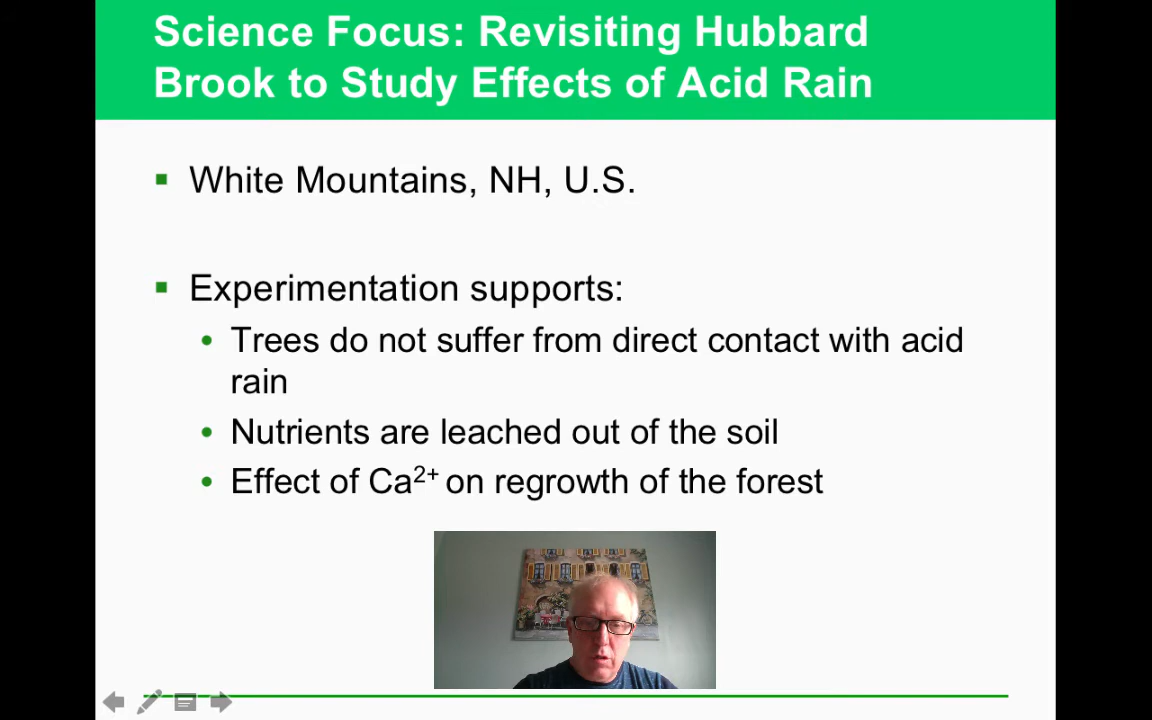 Science Focus: Revisiting Hubbard
Brook to Study Effects of Acid Rain
White Mountains, NH, U.S.
Experimentation supports:
Trees do not suffer from direct contact with acid
rain
Nutrients are leached out of the soil
Effect of Ca²⁺ on regrowth of the forest